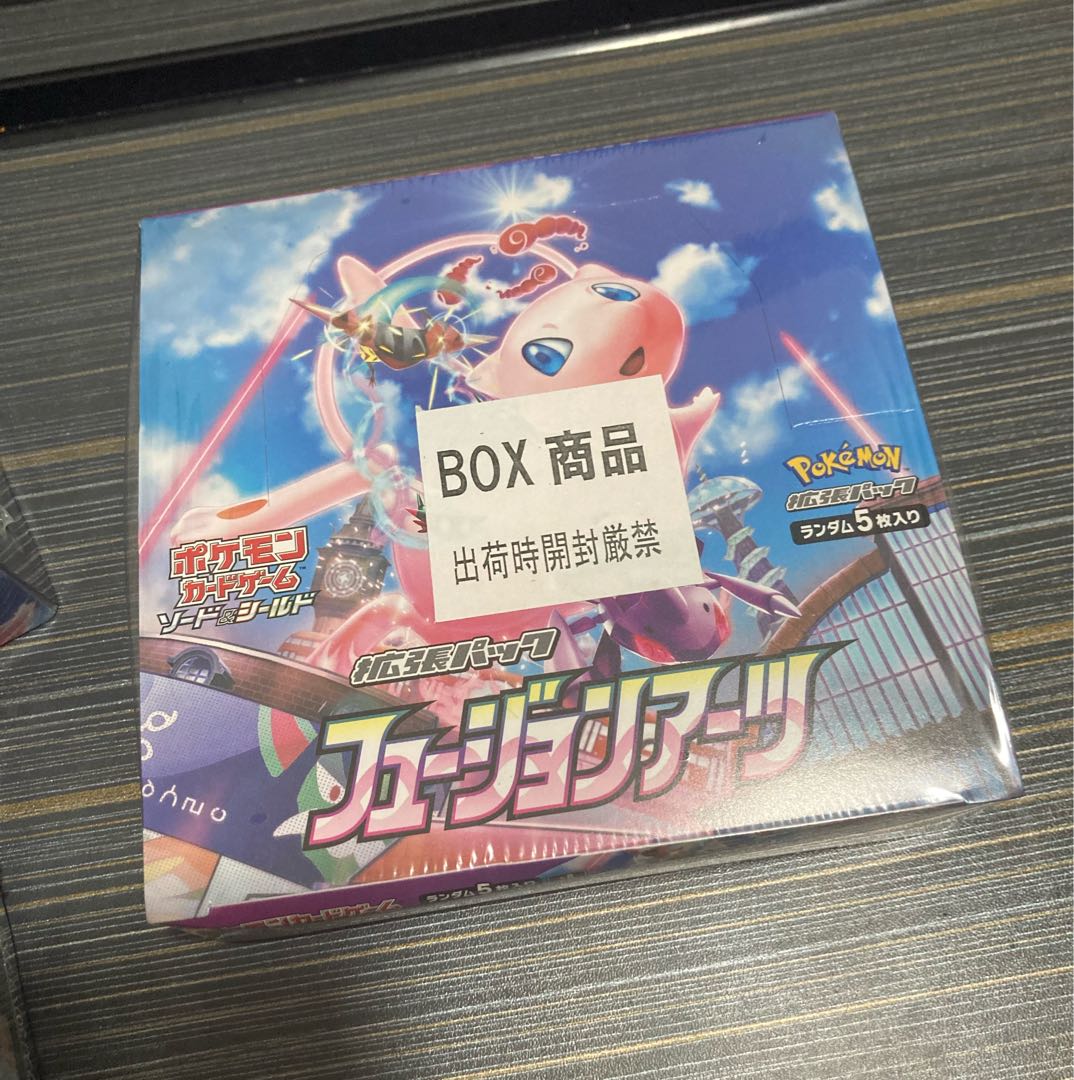 BOX 商品
出荷時開封厳禁
POKÉMON
拡張パック
ランダム5枚入り
ポケモン
カードゲーム
ソード&シールド
拡張パック
フュージョンアーツ
ランダム5枚入り